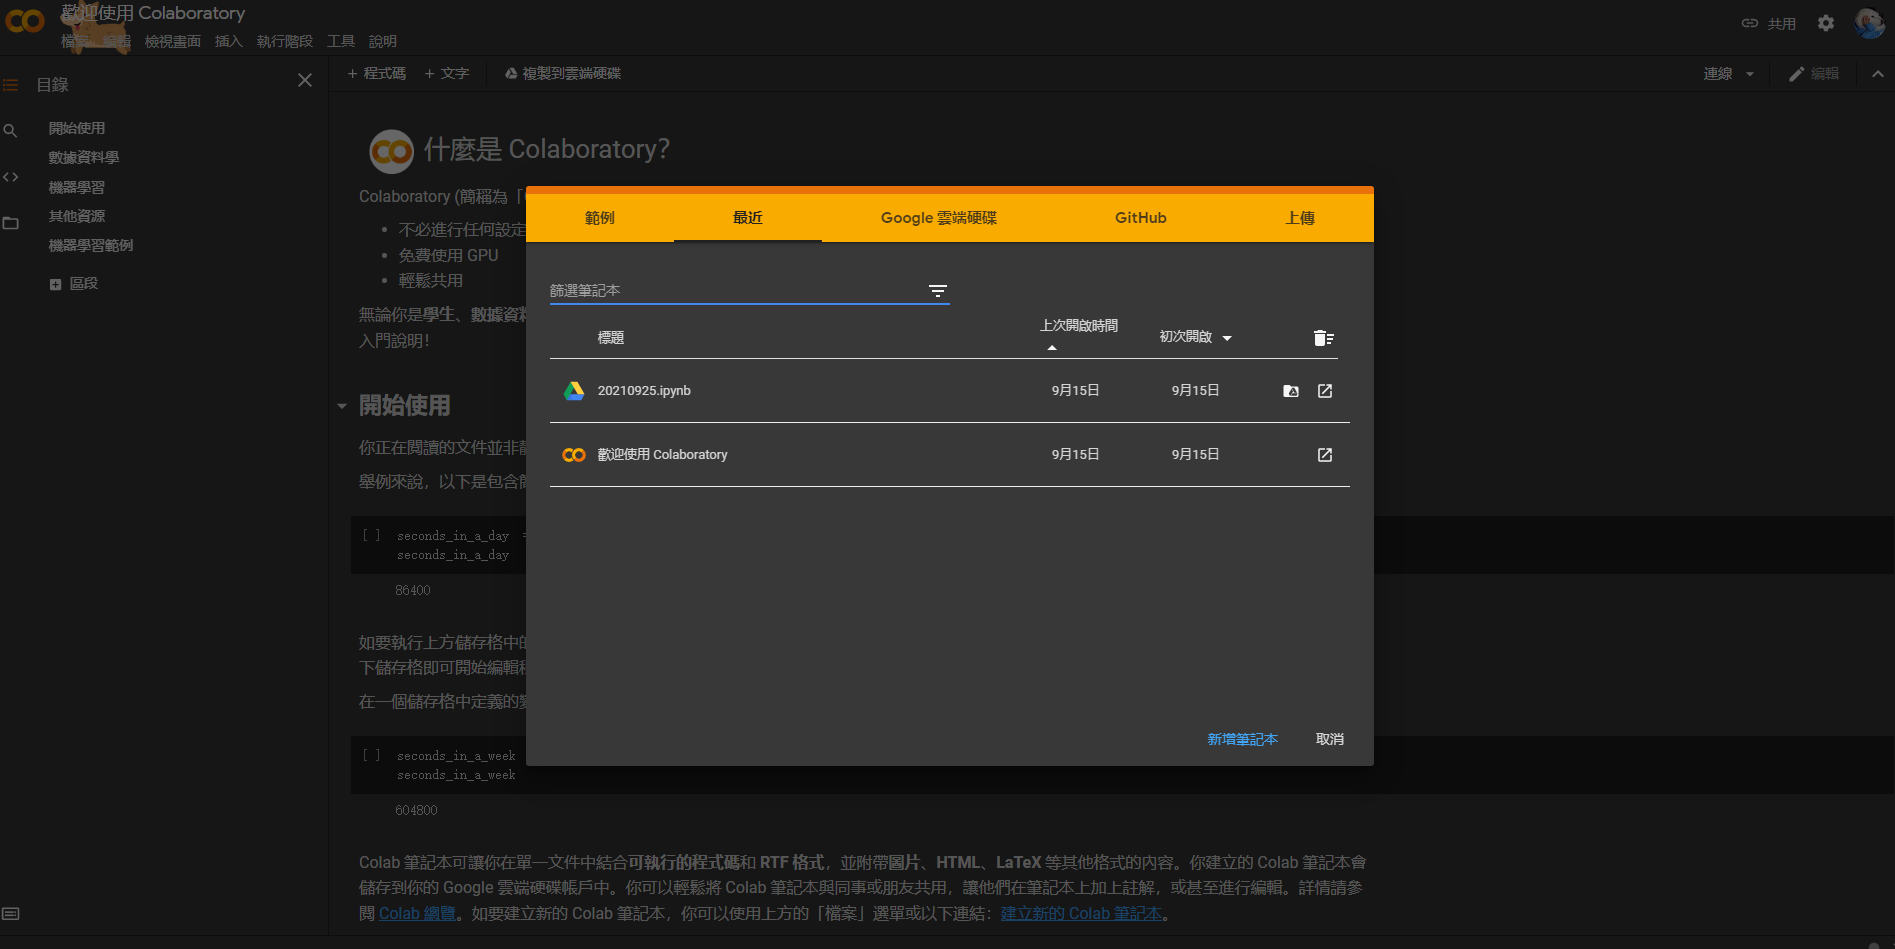 歡迎使用 Colaboratory
檔案 編輯 檢視畫面 插入 執行階段 工具 說明
共用
目錄
+ 程式碼 + 文字 複製到雲端硬碟
連線 編輯
開始使用
數據資料學
機器學習
其他資源
機器學習範例
區段
什麼是 Colaboratory？
Colaboratory (簡稱為「
不必進行任何設定
免費使用 GPU
輕鬆共用
無論你是學生、數據資料
入門說明！
開始使用
你正在閱讀的文件並非
舉例來說，以下是包含
[ ] seconds_in_a_day =
seconds_in_a_day
86400
如要執行上方儲存格中的
下儲存格即可開始編輯
在一個儲存格中定義的變
[ ] seconds_in_a_week
seconds_in_a_week
604800
Colab 筆記本可讓你在單一文件中結合可執行的程式碼和 RTF 格式，並附帶圖片、HTML、LaTeX 等其他格式的內容。你建立的 Colab 筆記本會
儲存到你的 Google 雲端硬碟帳戶中。你可以輕鬆將 Colab 筆記本與同事或朋友共用，讓他們在筆記本上加上註解，或甚至進行編輯。詳情請參
閱 Colab 總覽。如要建立新的 Colab 筆記本，你可以使用上方的「檔案」選單或以下連結：建立新的 Colab 筆記本。
範例 最近 Google 雲端硬碟 GitHub 上傳
篩選筆記本
標題 上次開啟時間 初次開啟
20210925.ipynb 9月15日 9月15日
歡迎使用 Colaboratory 9月15日 9月15日
新增筆記本 取消